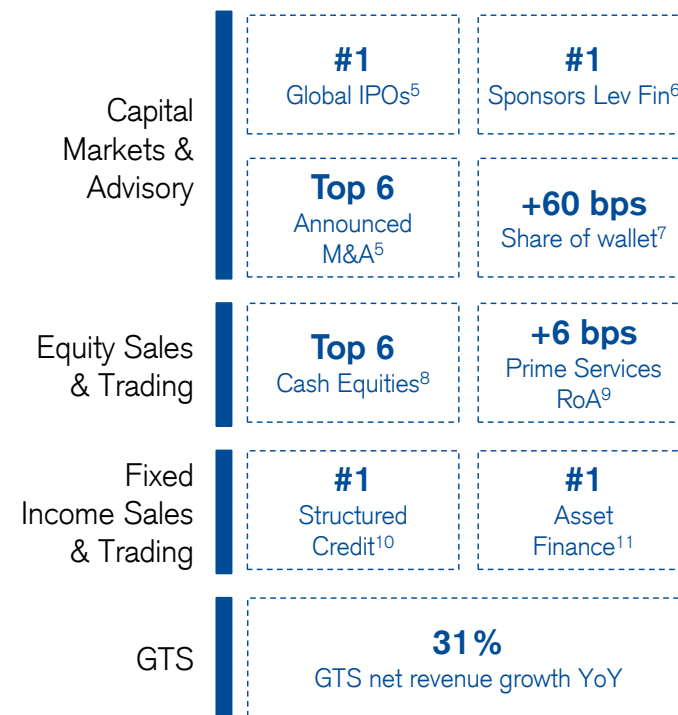 Capital
Markets &
Advisory
#1
Global IPOs5
#1
Sponsors Lev Fin6
Top 6
Announced
M&A5
+60 bps
Share of wallet7
Equity Sales
& Trading
Top 6
Cash Equities8
+6 bps
Prime Services
RoA9
Fixed
Income Sales
& Trading
#1
Structured
Credit10
#1
Asset
Finance11
GTS
31%
GTS net revenue growth YoY